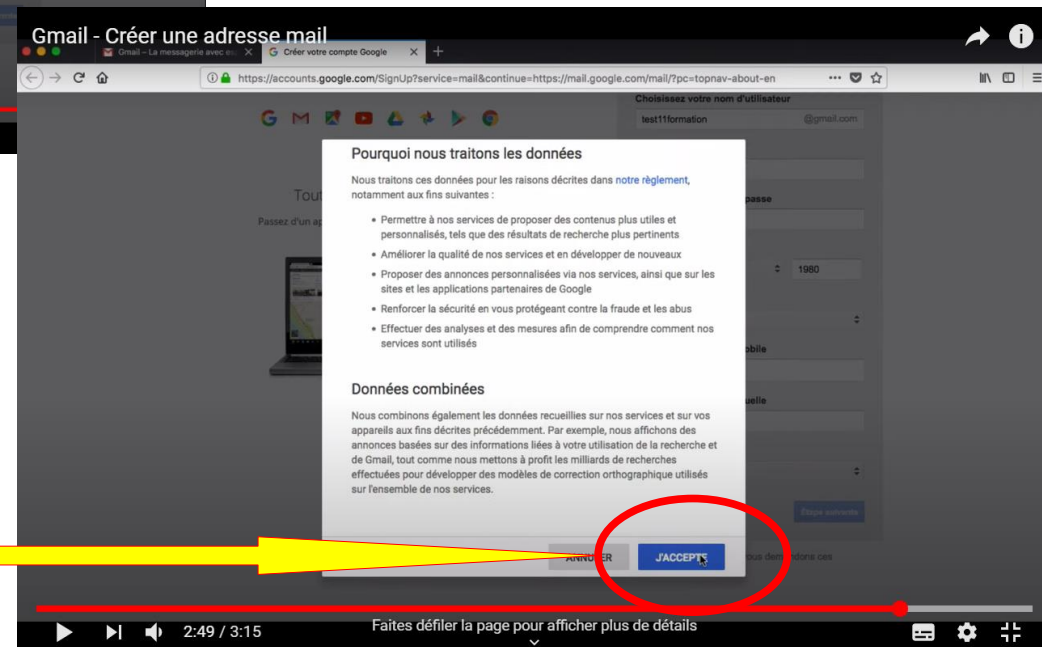 Gmail - Créer une adresse mail
Gmail – La messagerie avec es
Créer votre compte Google
https://accounts.google.com/SignUp?service=mail&continue=https://mail.google.com/mail/?pc=topnav-about-en
Choisissez votre nom d'utilisateur
test11formation @gmail.com
Pourquoi nous traitons les données
Nous traitons ces données pour les raisons décrites dans notre règlement,
notamment aux fins suivantes :
Tout
passe
Passez d'un ap
• Permettre à nos services de proposer des contenus plus utiles et
personnalisés, tels que des résultats de recherche plus pertinents
• Améliorer la qualité de nos services et en développer de nouveaux
• Proposer des annonces personnalisées via nos services, ainsi que sur les
sites et les applications partenaires de Google
1980
• Renforcer la sécurité en vous protégeant contre la fraude et les abus
• Effectuer des analyses et des mesures afin de comprendre comment nos
services sont utilisés
obile
Données combinées
uelle
Nous combinons également les données recueillies sur nos services et sur vos
appareils aux fins décrites précédemment. Par exemple, nous affichons des
annonces basées sur des informations liées à votre utilisation de la recherche et
de Gmail, tout comme nous mettons à profit les milliards de recherches
effectuées pour développer des modèles de correction orthographique utilisés
sur l'ensemble de nos services.
Étape suivante
ANNULER J'ACCEPTE
ous demandons ces
2:49 / 3:15
Faites défiler la page pour afficher plus de détails